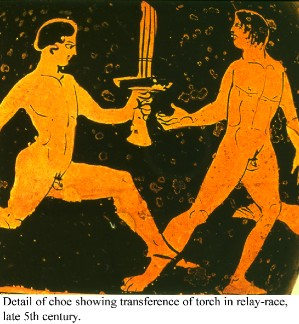 Detail of choe showing transference of torch in relay-race,
late 5th century.